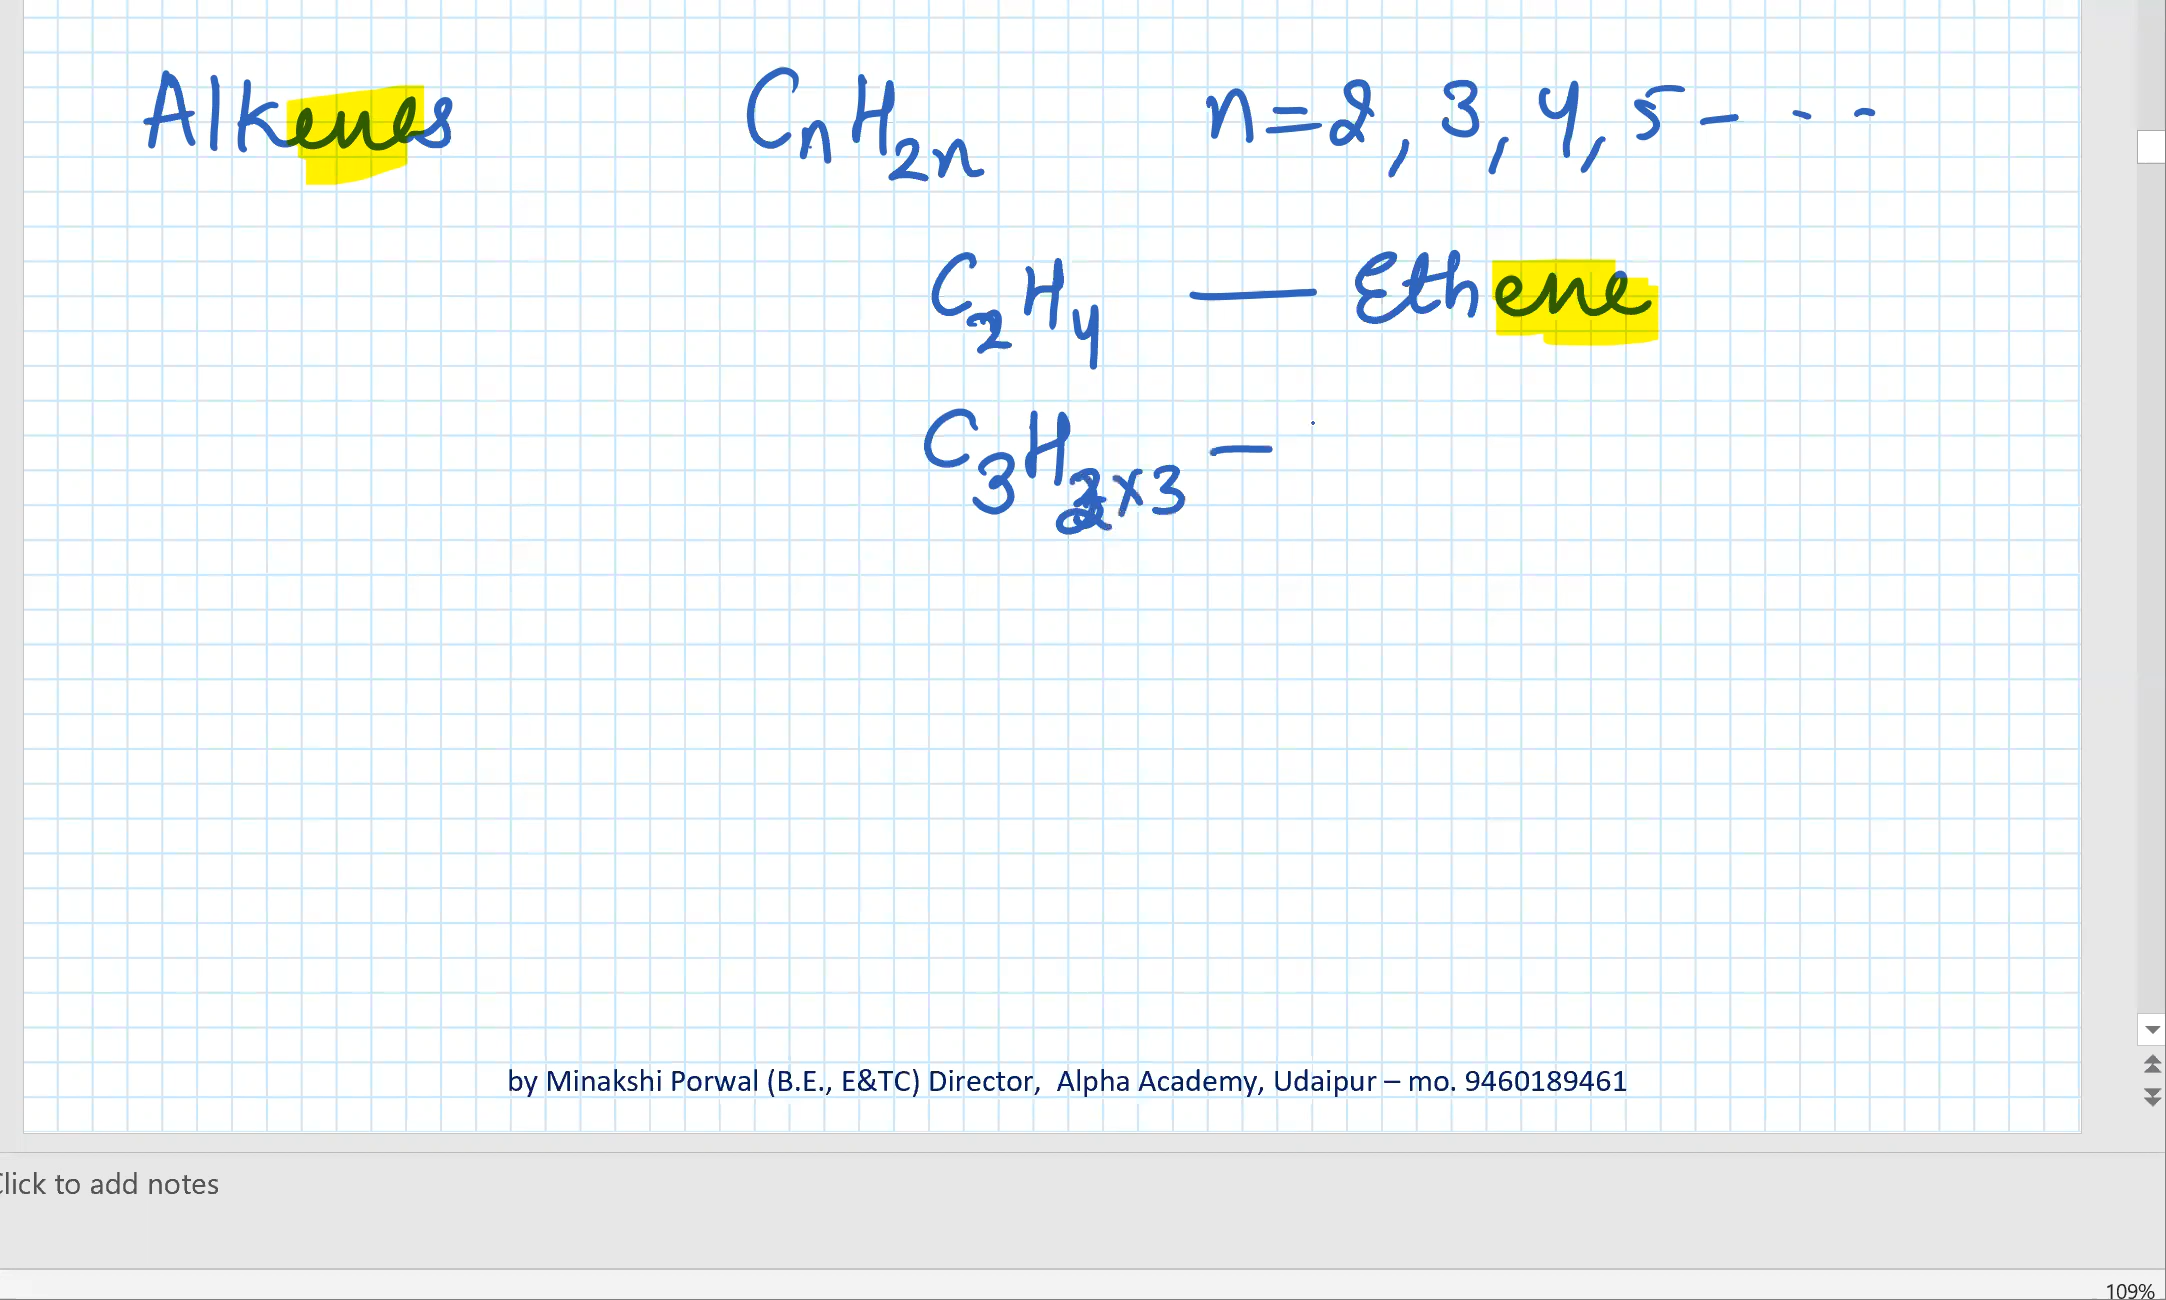 Alkenes CₙH₂ₙ n=2, 3, 4, 5 - - - -
C₂H₄ — Ethene
C₃H₂ₓ₃ —
by Minakshi Porwal (B.E., E&TC) Director, Alpha Academy, Udaipur – mo. 9460189461
Click to add notes
109%